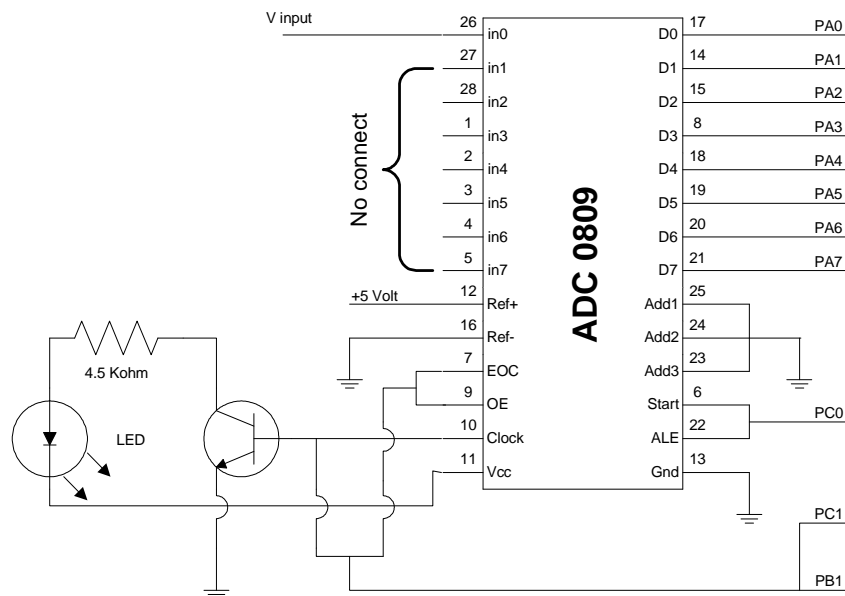 V input
26 in0 D0 17 PA0
27 in1 D1 14 PA1
28 in2 D2 15 PA2
1 in3 D3 8 PA3
2 in4 D4 18 PA4
3 in5 D5 19 PA5
4 in6 D6 20 PA6
5 in7 D7 21 PA7
No connect
ADC 0809
+5 Volt 12 Ref+ Add1 25
16 Ref- Add2 24
7 EOC Add3 23
9 OE Start 6
PC0
10 Clock ALE 22
11 Vcc Gnd 13
4.5 Kohm
LED
PC1
PB1